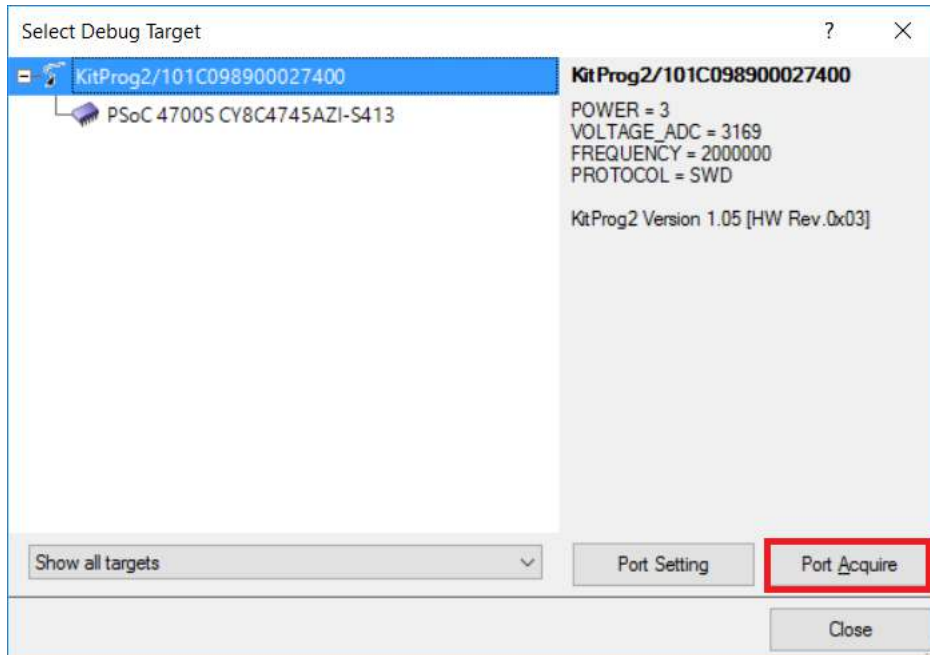 Select Debug Target
?
KitProg2/101C098900027400
PSoC 4700S CY8C4745AZI-S413
KitProg2/101C098900027400
POWER = 3
VOLTAGE_ADC = 3169
FREQUENCY = 2000000
PROTOCOL = SWD
KitProg2 Version 1.05 [HW Rev.0x03]
Show all targets
Port Setting
Port Acquire
Close